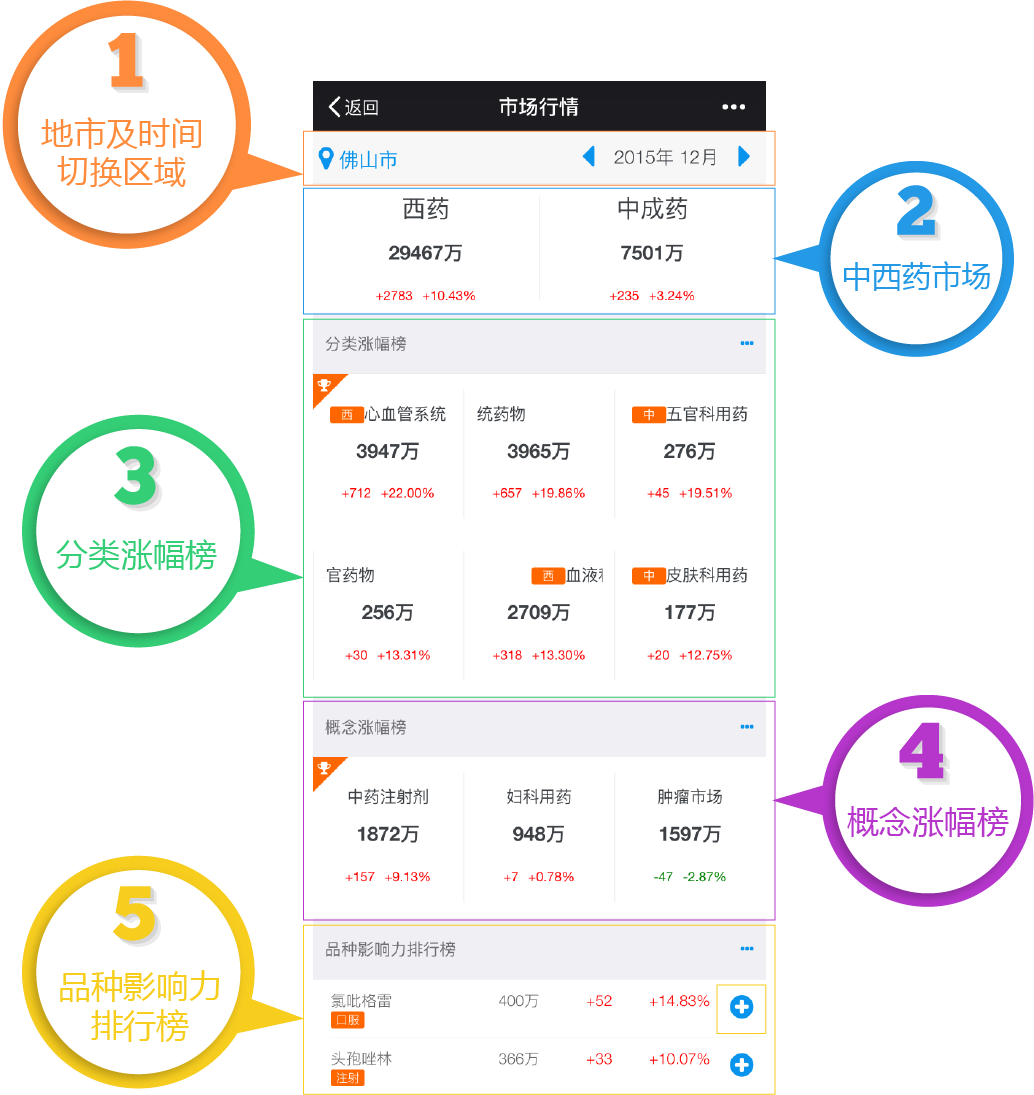 1
地市及时间
切换区域
返回 市场行情
佛山市 2015年 12月
西药 中成药
29467万 7501万
+2783 +10.43% +235 +3.24%
2
中西药市场
分类涨幅榜
西 心血管系统 统药物 中 五官科用药
3947万 3965万 276万
+712 +22.00% +657 +19.86% +45 +19.51%
官药物 西 血液 中 皮肤科用药
256万 2709万 177万
+30 +13.31% +318 +13.30% +20 +12.75%
3
分类涨幅榜
概念涨幅榜
中药注射剂 妇科用药 肿瘤市场
1872万 948万 1597万
+157 +9.13% +7 +0.78% -47 -2.87%
4
概念涨幅榜
品种影响力排行榜
氯吡格雷 400万 +52 +14.83%
口服
头孢唑林 366万 +33 +10.07%
注射
5
品种影响力
排行榜